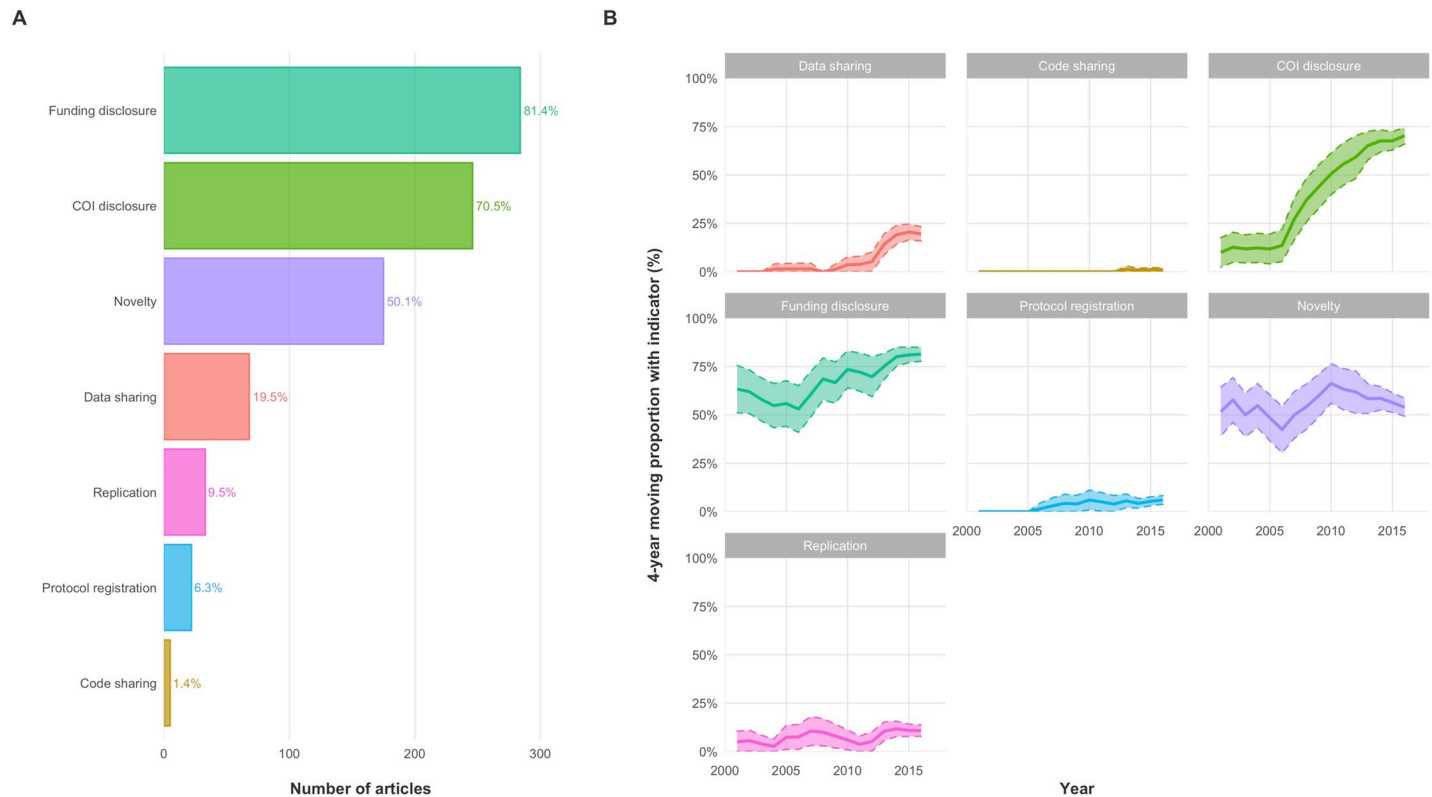 A
Funding disclosure
81.4%
COI disclosure
70.5%
Novelty
50.1%
Data sharing
19.5%
Replication
9.5%
Protocol registration
6.3%
Code sharing
1.4%
0 100 200 300
Number of articles
B
4-year moving proportion with indicator (%)
Data sharing Code sharing COI disclosure
100%
75%
50%
25%
0%
Funding disclosure Protocol registration Novelty
100%
75%
50%
25%
0%
2000 2005 2010 2015 2000 2005 2010 2015
Replication
100%
75%
50%
25%
0%
2000 2005 2010 2015
Year